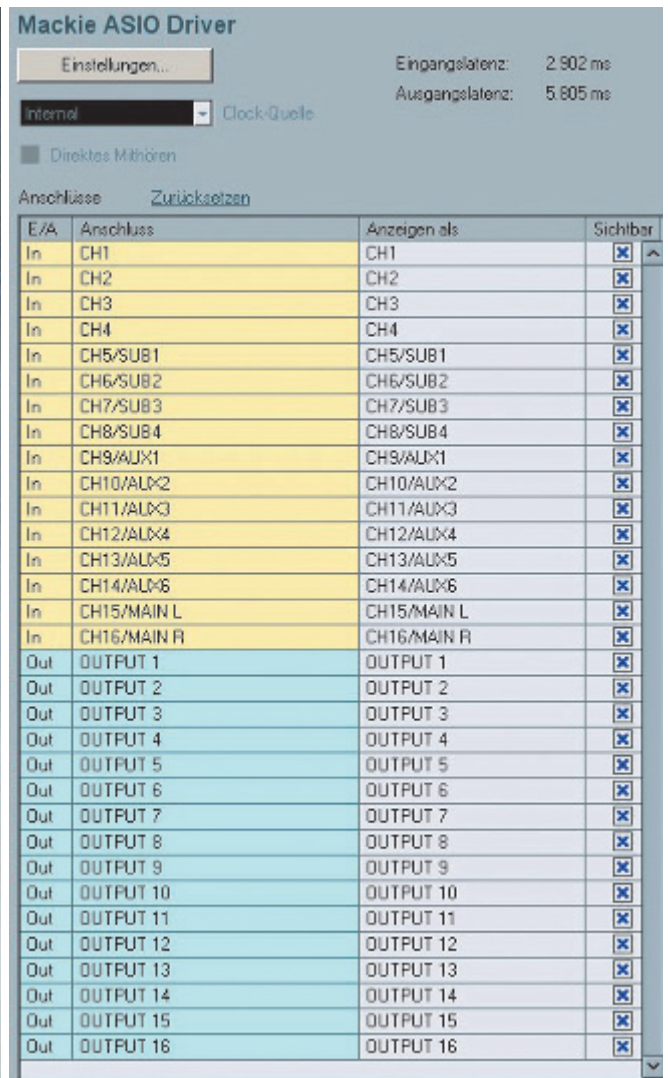 Mackie ASIO Driver
Einstellungen...
Eingangslatenz: 2.902 ms
Ausgangslatenz: 5.805 ms
Internal Clock-Quelle
Direktes Mithören
Anschlüsse Zurücksetzen
E/A Anschluss Anzeigen als Sichtbar
In CH1 CH1
In CH2 CH2
In CH3 CH3
In CH4 CH4
In CH5/SUB1 CH5/SUB1
In CH6/SUB2 CH6/SUB2
In CH7/SUB3 CH7/SUB3
In CH8/SUB4 CH8/SUB4
In CH9/AUX1 CH9/AUX1
In CH10/AUX2 CH10/AUX2
In CH11/AUX3 CH11/AUX3
In CH12/AUX4 CH12/AUX4
In CH13/AUX5 CH13/AUX5
In CH14/AUX6 CH14/AUX6
In CH15/MAIN L CH15/MAIN L
In CH16/MAIN R CH16/MAIN R
Out OUTPUT 1 OUTPUT 1
Out OUTPUT 2 OUTPUT 2
Out OUTPUT 3 OUTPUT 3
Out OUTPUT 4 OUTPUT 4
Out OUTPUT 5 OUTPUT 5
Out OUTPUT 6 OUTPUT 6
Out OUTPUT 7 OUTPUT 7
Out OUTPUT 8 OUTPUT 8
Out OUTPUT 9 OUTPUT 9
Out OUTPUT 10 OUTPUT 10
Out OUTPUT 11 OUTPUT 11
Out OUTPUT 12 OUTPUT 12
Out OUTPUT 13 OUTPUT 13
Out OUTPUT 14 OUTPUT 14
Out OUTPUT 15 OUTPUT 15
Out OUTPUT 16 OUTPUT 16